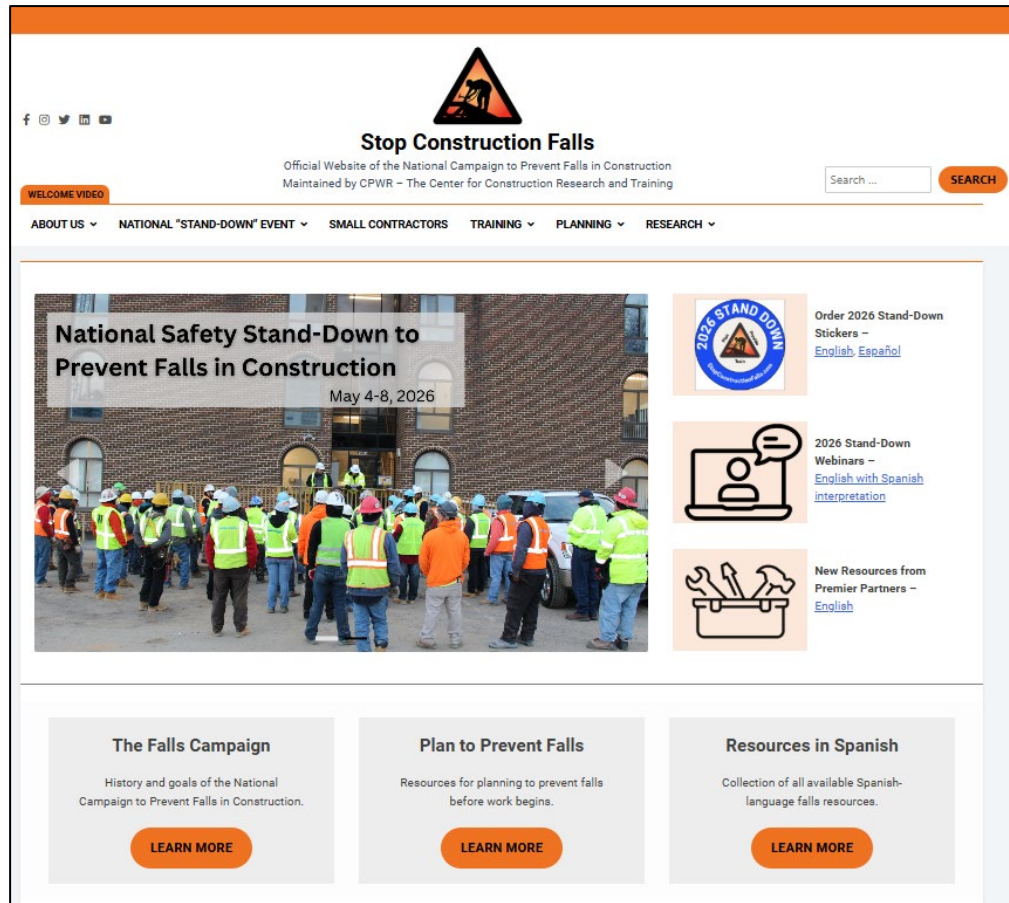 Stop Construction Falls
Official Website of the National Campaign to Prevent Falls in Construction
Maintained by CPWR – The Center for Construction Research and Training
Search ...
SEARCH
WELCOME VIDEO
ABOUT US
NATIONAL "STAND-DOWN" EVENT
SMALL CONTRACTORS
TRAINING
PLANNING
RESEARCH
National Safety Stand-Down to
Prevent Falls in Construction
May 4-8, 2026
2026 STAND DOWN
Train
StopConstructionFalls.com
Order 2026 Stand-Down
Stickers –
English, Español
2026 Stand-Down
Webinars –
English with Spanish
interpretation
New Resources from
Premier Partners –
English
The Falls Campaign
History and goals of the National
Campaign to Prevent Falls in Construction.
LEARN MORE
Plan to Prevent Falls
Resources for planning to prevent falls
before work begins.
LEARN MORE
Resources in Spanish
Collection of all available Spanish-
language falls resources.
LEARN MORE